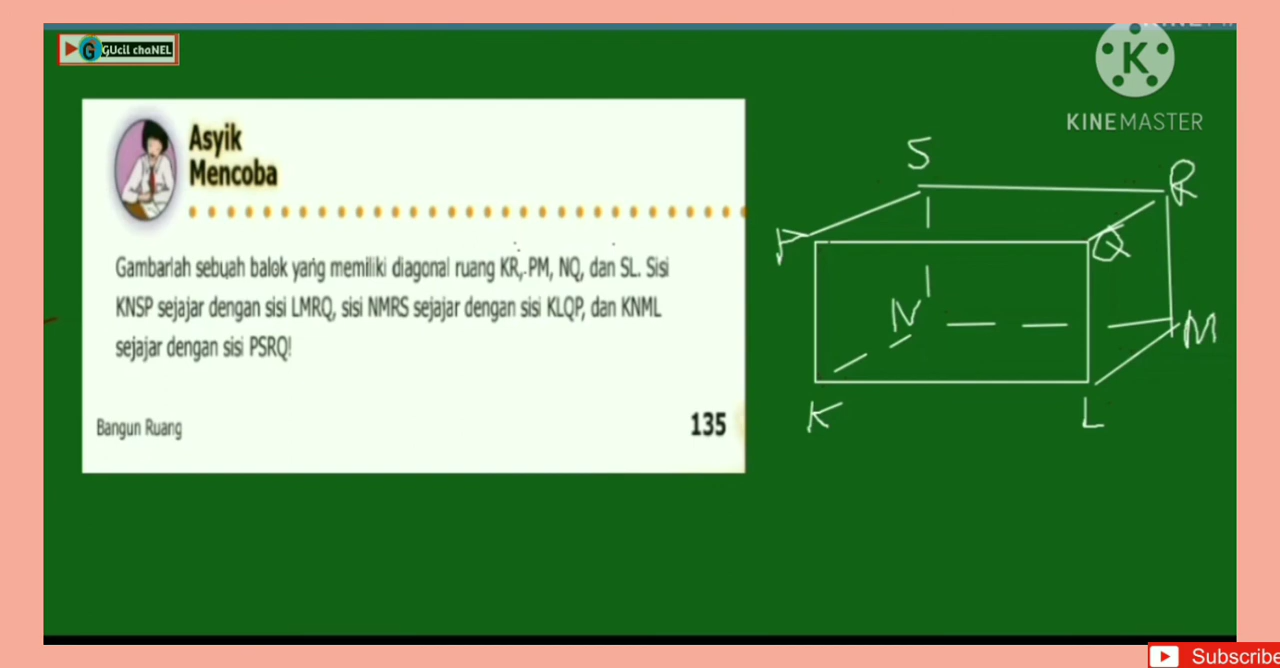 GUcil chaNEL
K
KINEMASTER
Asyik
Mencoba
Gambarlah sebuah balok yang memiliki diagonal ruang KR, PM, NQ, dan SL. Sisi
KNSP sejajar dengan sisi LMRQ, sisi NMRS sejajar dengan sisi KLQP, dan KNML
sejajar dengan sisi PSRQ!
Bangun Ruang
135
S
R
P
Q
N
M
K
L
Subscribe